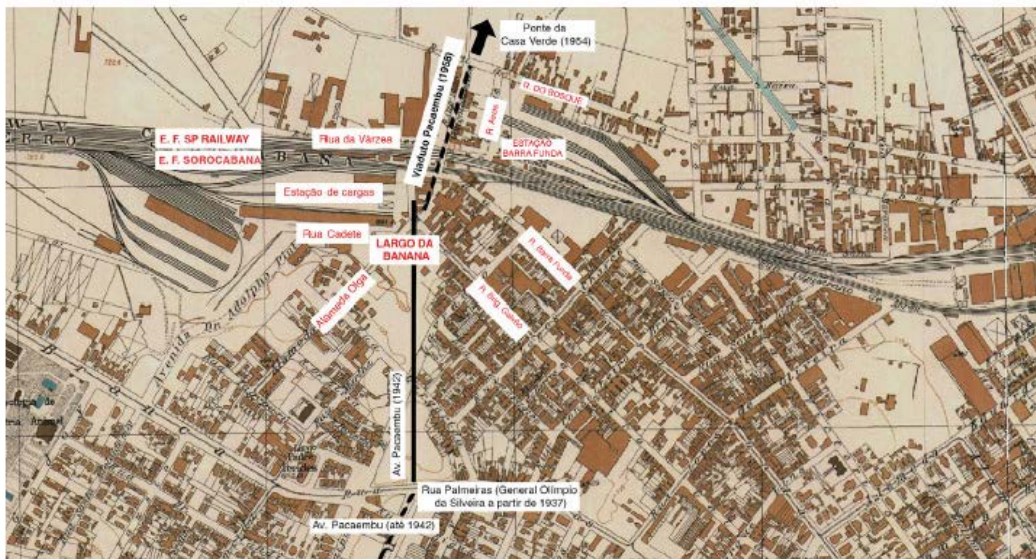 Ponte da
Casa Verde (1954)
Viaduto Pacaembu (1958)
R. DO BOSQUE
R. Anos
E. F. SP RAILWAY
Rua da Várzea
ESTAÇÃO
BARRA FUNDA
E. F. SOROCABANA
Estação de cargas
Rua Cadete
LARGO DA
BANANA
R. Barra Funda
Alameda Olga
R. Brig. Galvão
Avenida Dr. Adolpho
Av. Pacaembu (1942)
Rua Palmeiras (General Olímpio
da Silveira a partir de 1937)
Av. Pacaembu (até 1942)